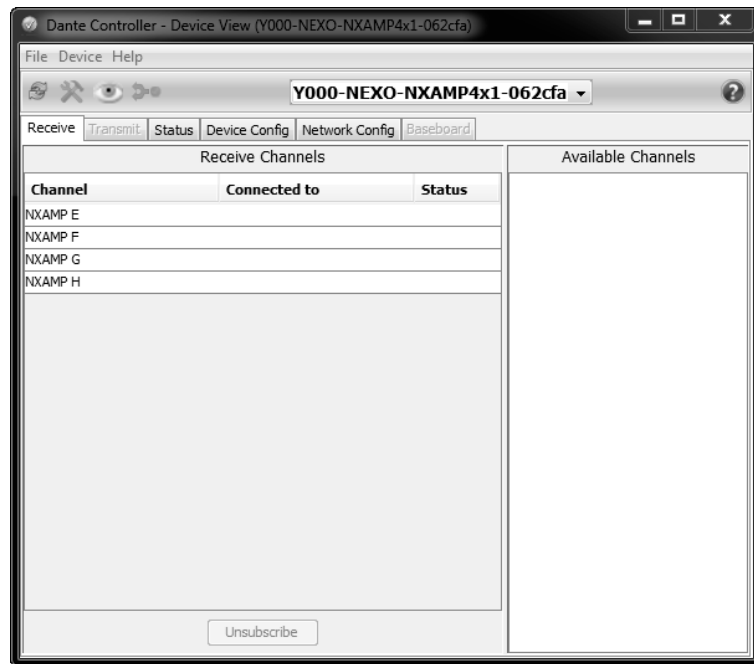 Dante Controller - Device View (Y000-NEXO-NXAMP4x1-062cfa)
File Device Help
Y000-NEXO-NXAMP4x1-062cfa
?
Receive Transmit Status Device Config Network Config Baseboard
Receive Channels Available Channels
Channel Connected to Status
NXAMP E
NXAMP F
NXAMP G
NXAMP H
Unsubscribe